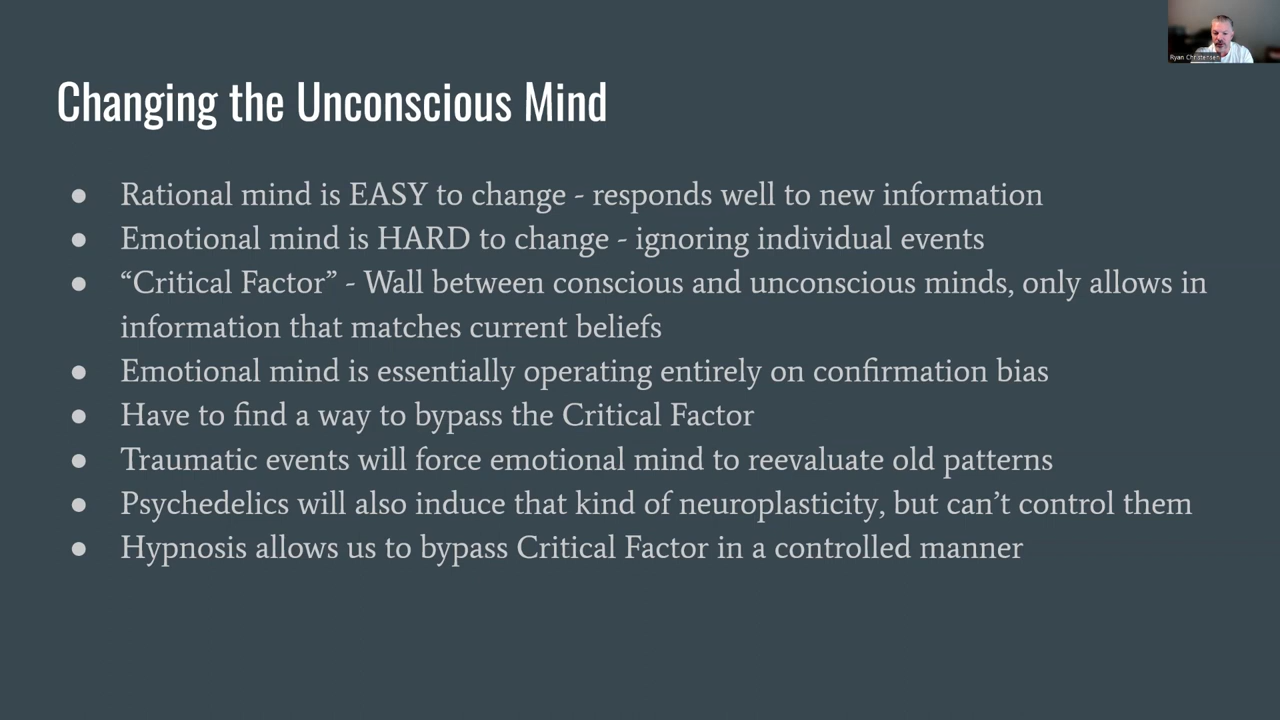 Ryan Christensen
Changing the Unconscious Mind
● Rational mind is EASY to change - responds well to new information
● Emotional mind is HARD to change - ignoring individual events
● “Critical Factor” - Wall between conscious and unconscious minds, only allows in
information that matches current beliefs
● Emotional mind is essentially operating entirely on confirmation bias
● Have to find a way to bypass the Critical Factor
● Traumatic events will force emotional mind to reevaluate old patterns
● Psychedelics will also induce that kind of neuroplasticity, but can’t control them
● Hypnosis allows us to bypass Critical Factor in a controlled manner